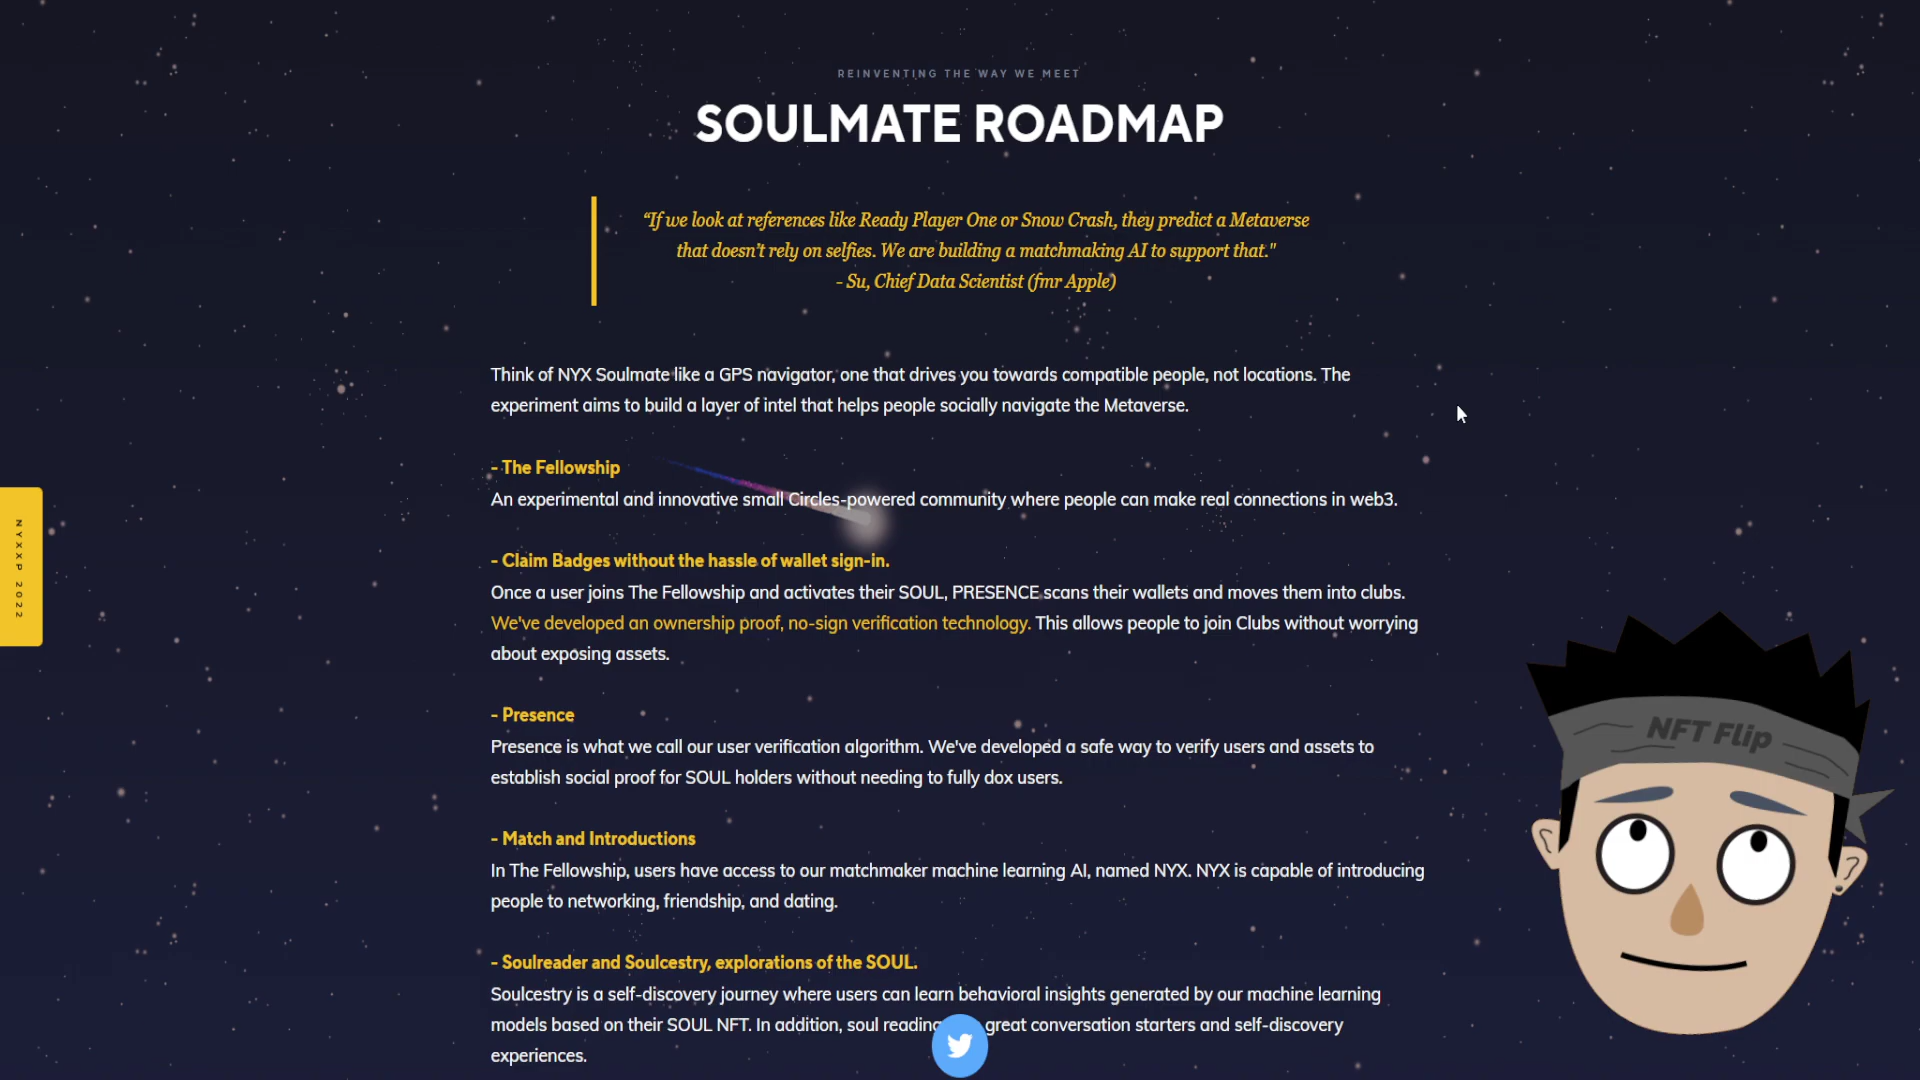 REINVENTING THE WAY WE MEET
SOULMATE ROADMAP
“If we look at references like Ready Player One or Snow Crash, they predict a Metaverse
that doesn’t rely on selfies. We are building a matchmaking AI to support that."
- Su, Chief Data Scientist (fmr Apple)
Think of NYX Soulmate like a GPS navigator, one that drives you towards compatible people, not locations. The
experiment aims to build a layer of intel that helps people socially navigate the Metaverse.
- The Fellowship
An experimental and innovative small Circles-powered community where people can make real connections in web3.
- Claim Badges without the hassle of wallet sign-in.
Once a user joins The Fellowship and activates their SOUL, PRESENCE scans their wallets and moves them into clubs.
We've developed an ownership proof, no-sign verification technology. This allows people to join Clubs without worrying
about exposing assets.
- Presence
Presence is what we call our user verification algorithm. We've developed a safe way to verify users and assets to
establish social proof for SOUL holders without needing to fully dox users.
- Match and Introductions
In The Fellowship, users have access to our matchmaker machine learning AI, named NYX. NYX is capable of introducing
people to networking, friendship, and dating.
- Soulreader and Soulcestry, explorations of the SOUL.
Soulcestry is a self-discovery journey where users can learn behavioral insights generated by our machine learning
models based on their SOUL NFT. In addition, soul reading great conversation starters and self-discovery
experiences.
NYXXP 2022
NFT Flip